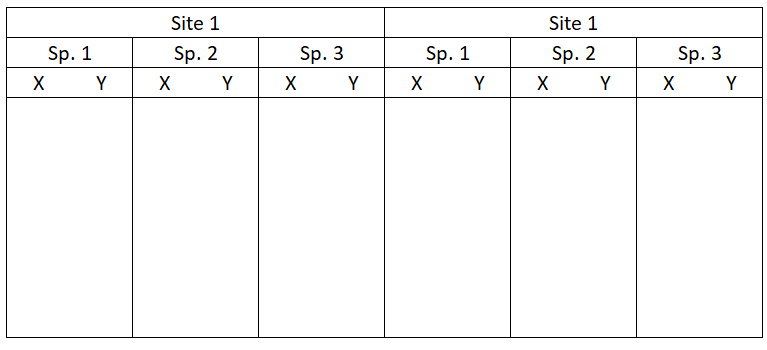 Site 1 Site 1
Sp. 1 Sp. 2 Sp. 3 Sp. 1 Sp. 2 Sp. 3
X Y X Y X Y X Y X Y X Y